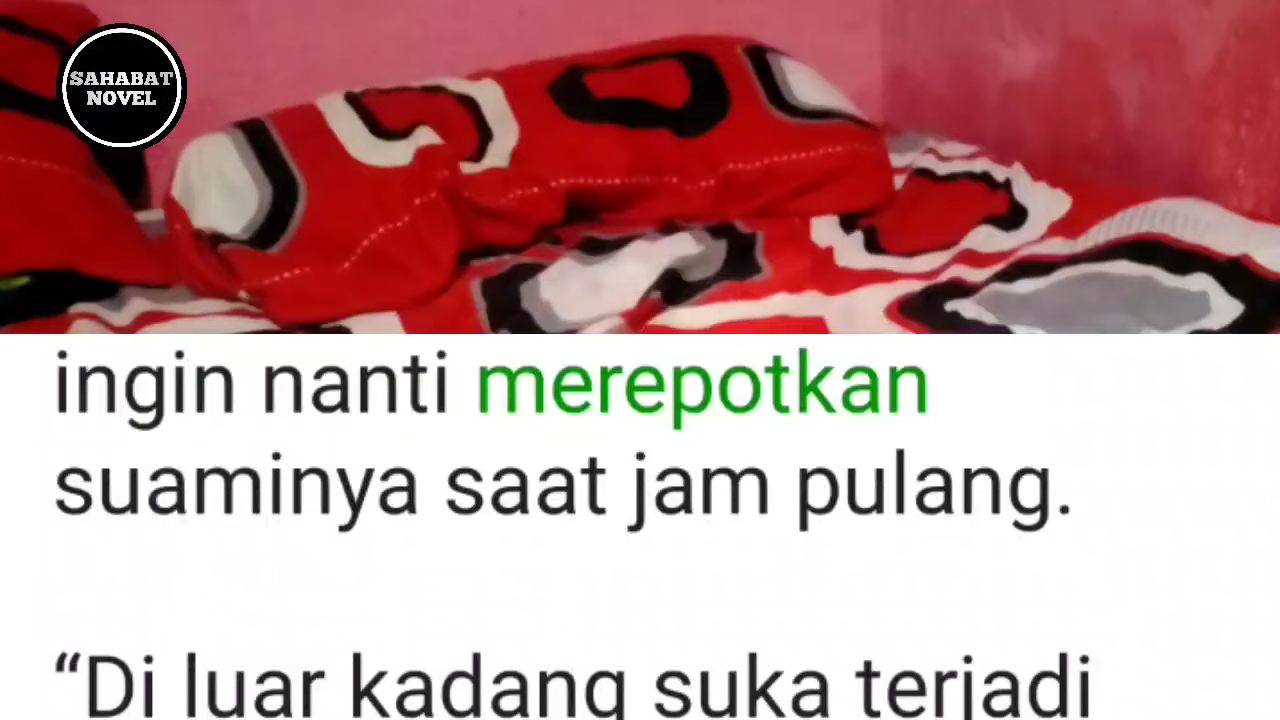 SAHABAT
NOVEL
ingin nanti merepotkan
suaminya saat jam pulang.
“Di luar kadang suka terjadi